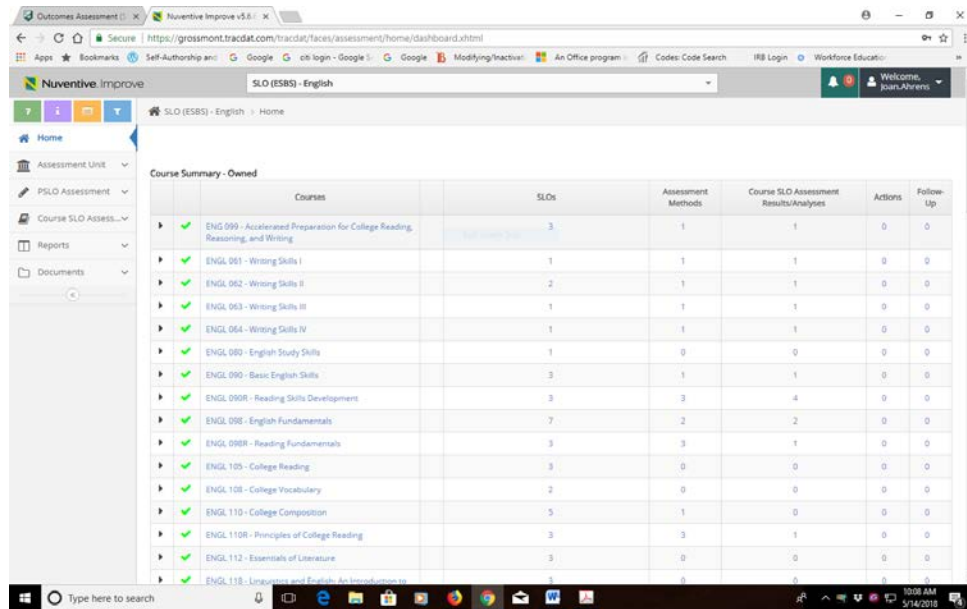 Outcomes Assessment
Nuventive Improve v5.6
Secure https://grossmont.tracdat.com/tracdat/faces/assessment/home/dashboard.xhtml
Apps Bookmarks Self-Authorship and Google citi login - Google Google Modifying/Inactivat An Office program Codes: Code Search IRB Login Workforce Education
Nuventive. Improve SLO (ESBS) - English 0 Welcome,
Joan.Ahrens
? i
SLO (ESBS) - English Home
Home
Assessment Unit
PSLO Assessment
Course SLO Assess...
Reports
Documents
Course Summary - Owned
Courses SLOs Assessment Methods Course SLO Assessment Results/Analyses Actions Follow-Up
ENG 099 - Accelerated Preparation for College Reading, 3 1 1 0 0
Reasoning, and Writing
ENGL 061 - Writing Skills I 1 1 1 0 0
ENGL 062 - Writing Skills II 2 1 1 0 0
ENGL 063 - Writing Skills III 1 1 1 0 0
ENGL 064 - Writing Skills IV 1 1 1 0 0
ENGL 080 - English Study Skills 1 0 0 0 0
ENGL 090 - Basic English Skills 3 1 1 0 0
ENGL 090R - Reading Skills Development 3 3 4 0 0
ENGL 098 - English Fundamentals 7 2 2 0 0
ENGL 098R - Reading Fundamentals 3 3 1 0 0
ENGL 105 - College Reading 3 0 0 0 0
ENGL 108 - College Vocabulary 2 0 0 0 0
ENGL 110 - College Composition 5 1 0 0 0
ENGL 110R - Principles of College Reading 3 3 1 0 0
ENGL 112 - Essentials of Literature 3 0 0 0 0
ENGL 118 - Linguistics and English: An Introduction to 3 0 0 0 0
Type here to search
10:08 AM
5/14/2018